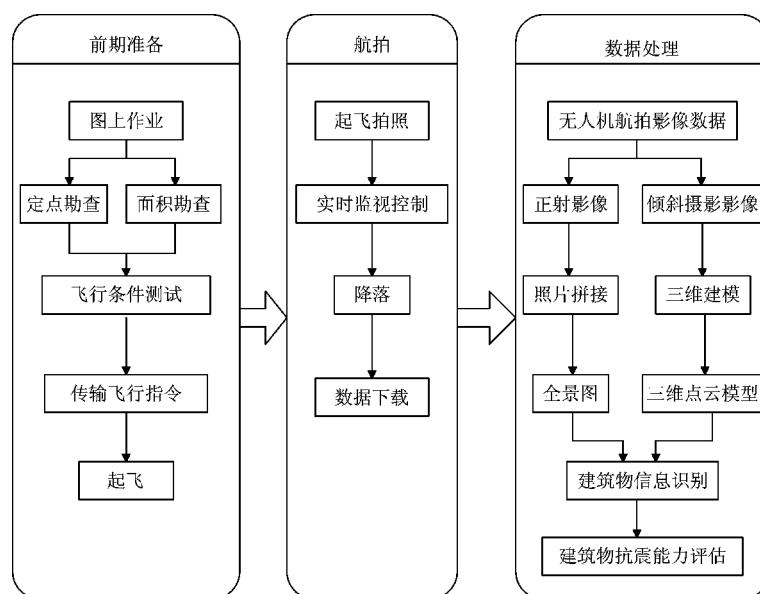 前期准备
图上作业
定点勘查
面积勘查
飞行条件测试
传输飞行指令
起飞
航拍
起飞拍照
实时监视控制
降落
数据下载
数据处理
无人机航拍影像数据
正射影像
倾斜摄影影像
照片拼接
三维建模
全景图
三维点云模型
建筑物信息识别
建筑物抗震能力评估